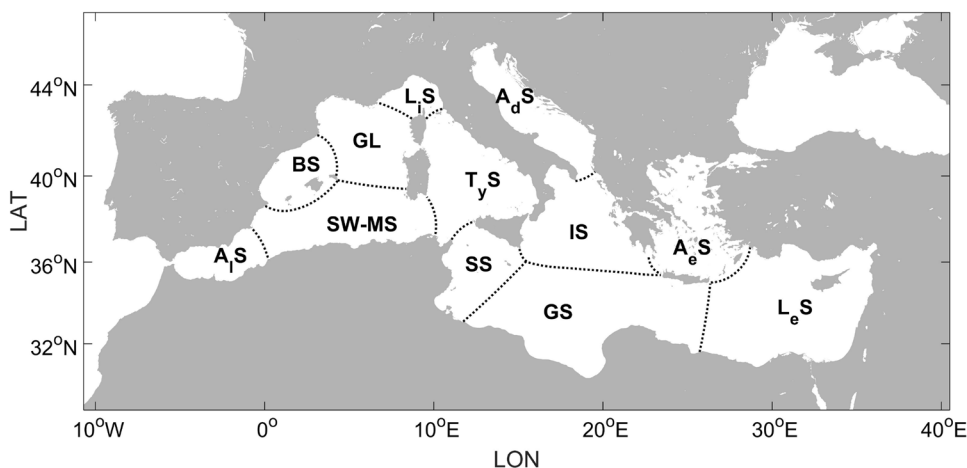 LAT
44°N
40°N
36°N
32°N
LiS
AdS
GL
BS
TyS
SW-MS
IS
AlS
AeS
SS
LeS
GS
10°W
0°
10°E
20°E
30°E
40°E
LON